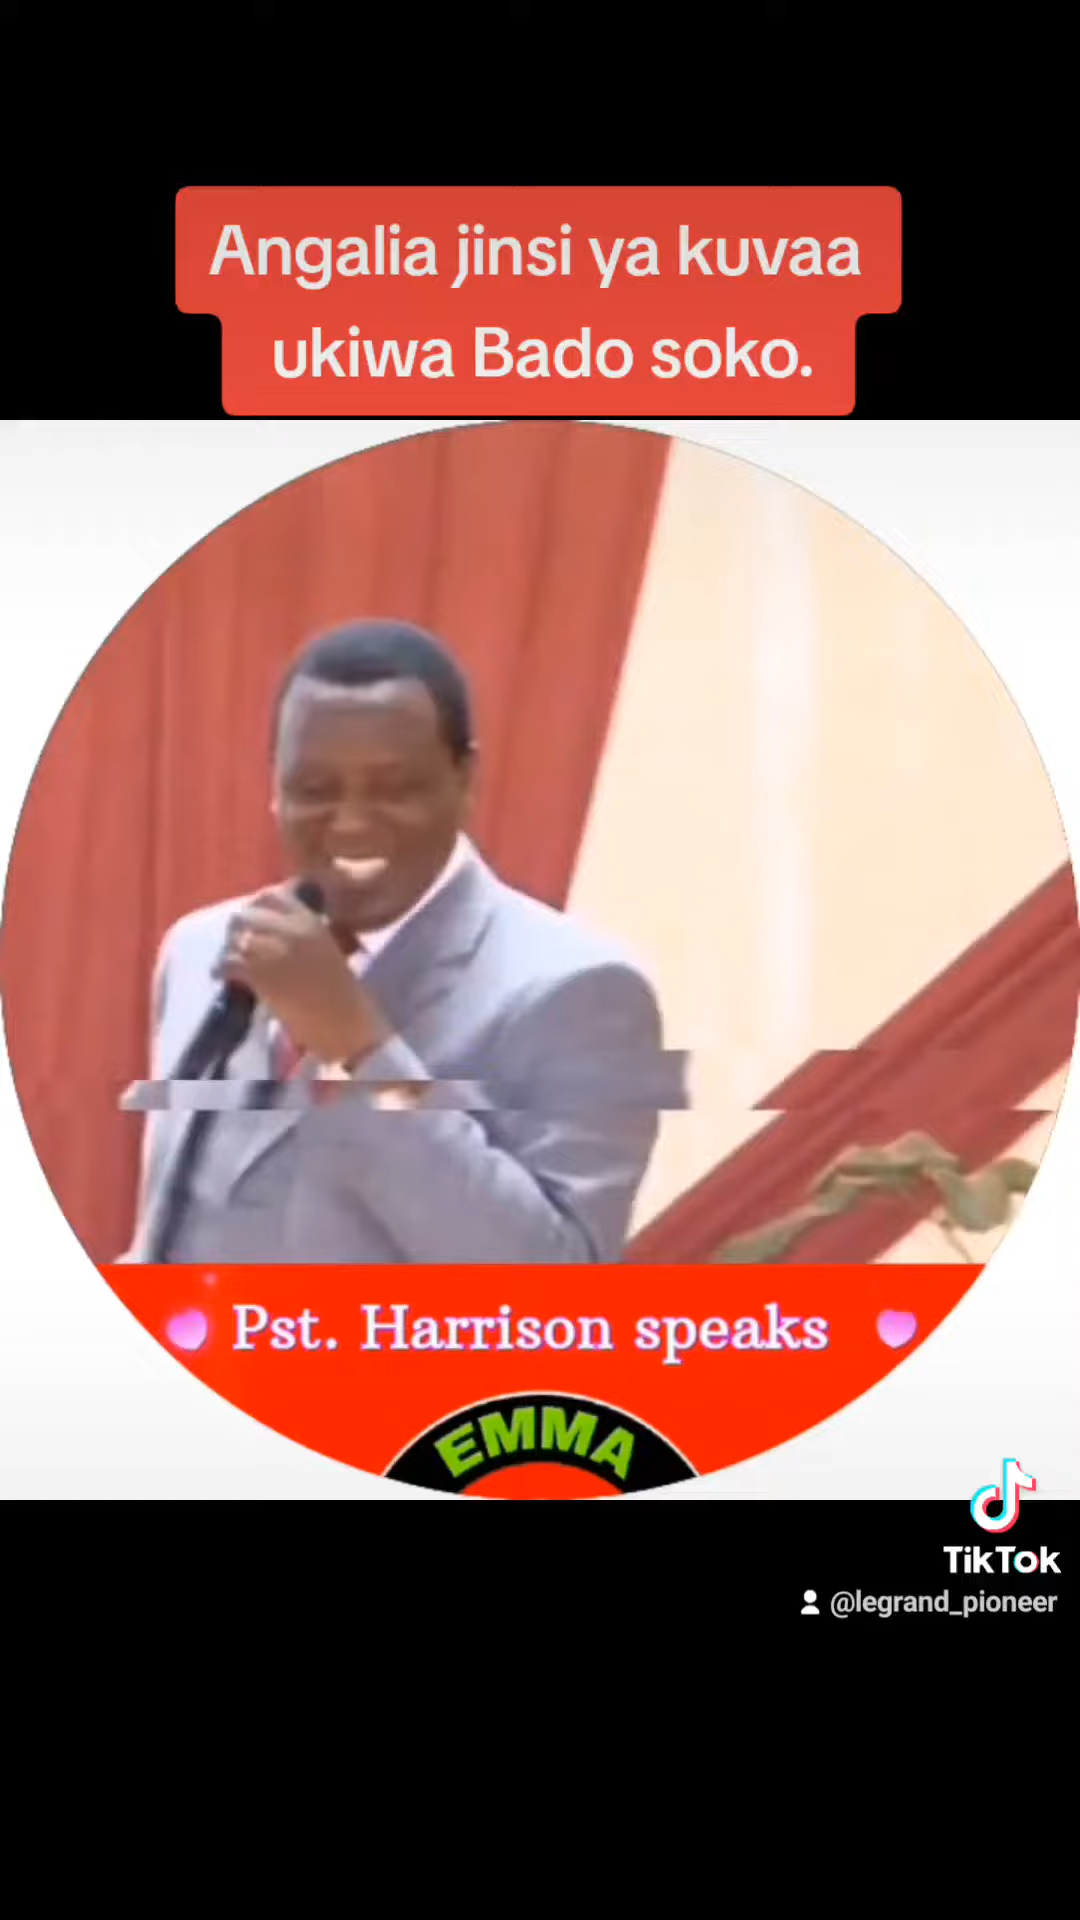 Angalia jinsi ya kuvaa
ukiwa Bado soko.
Pst. Harrison speaks
EMMA
TikTok
@legrand_pioneer